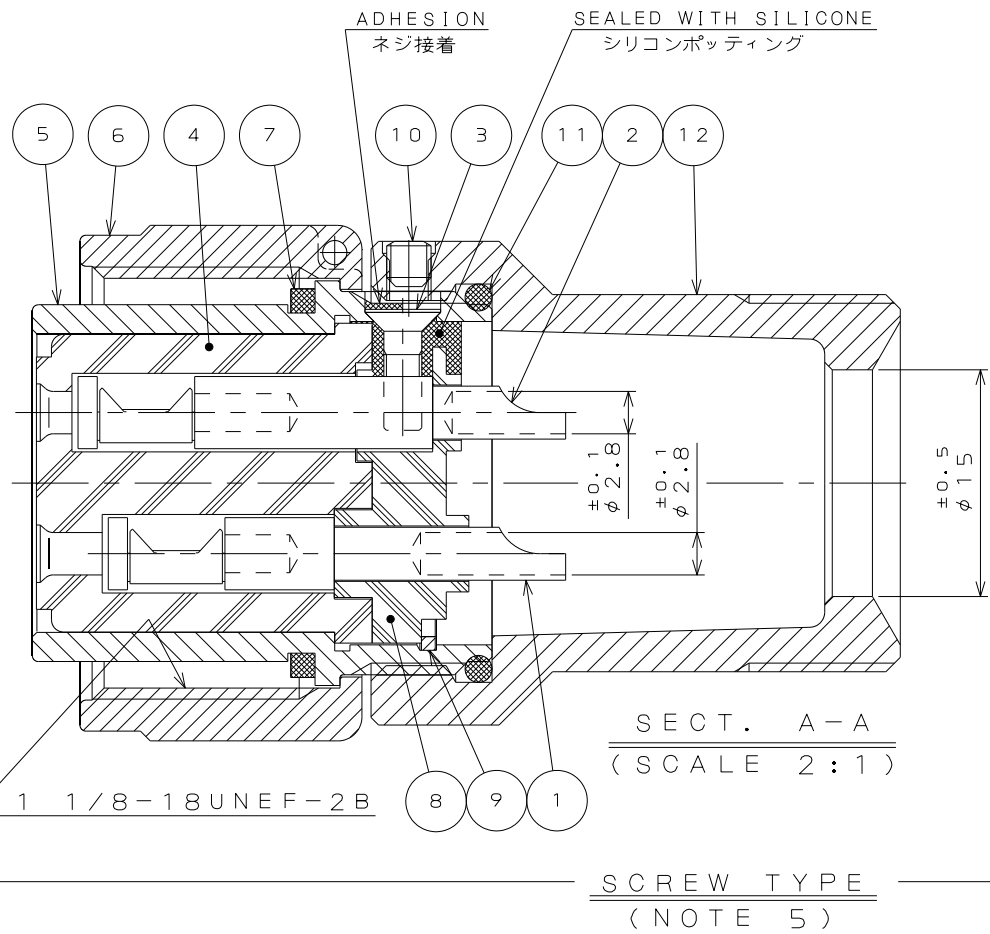 ADHESION
ネジ接着
SEALED WITH SILICONE
シリコンポッティング
5
6
4
7
10
3
11
2
12
±0.1
φ2.8
±0.1
φ2.8
±0.5
φ15
SECT. A-A
(SCALE 2:1)
1 1/8-18UNEF-2B
8
9
1
SCREW TYPE
(NOTE 5)